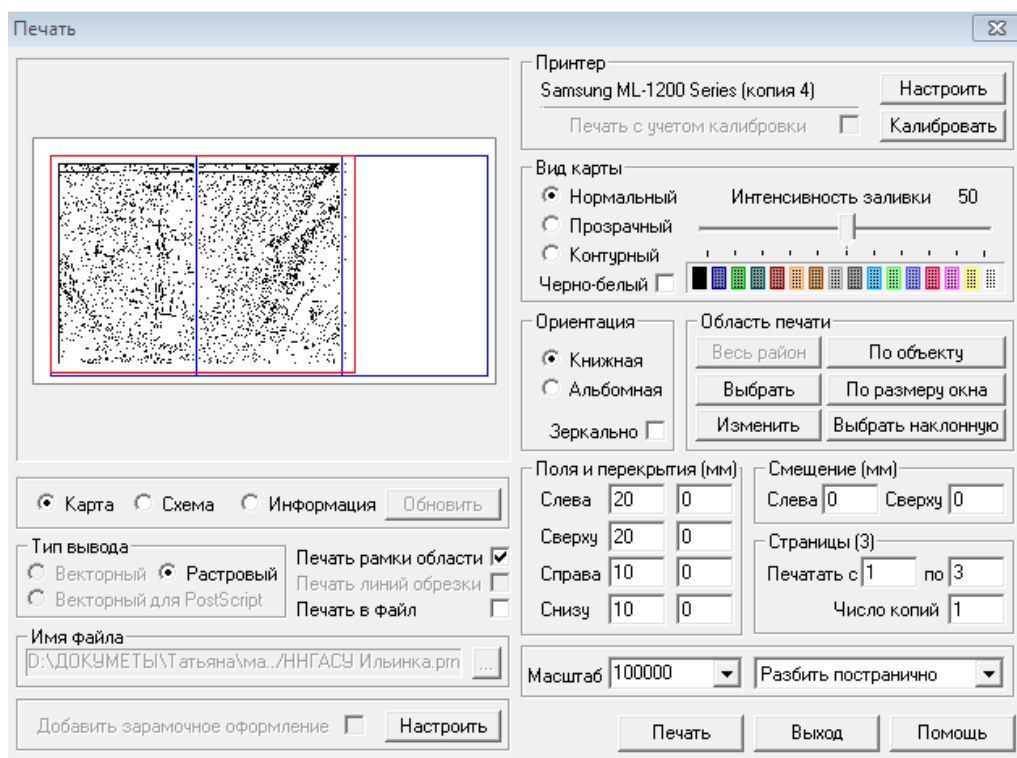 Печать
Принтер
Samsung ML-1200 Series (копия 4)
Настроить
Печать с учетом калибровки
Калибровать
Вид карты
Нормальный
Интенсивность заливки 50
Прозрачный
Контурный
Черно-белый
Ориентация
Книжная
Альбомная
Зеркально
Область печати
Весь район
По объекту
Выбрать
По размеру окна
Изменить
Выбрать наклонную
Карта
Схема
Информация
Обновить
Тип вывода
Векторный
Растровый
Векторный для PostScript
Печать рамки области
Печать линий обрезки
Печать в файл
Имя файла
D:\ДОКУМЕТЫ\Татьяна\ма../ННГАСУ Ильинка.prn
...
Добавить зарамочное оформление
Настроить
Поля и перекрытия (мм)
Слева 20 0
Сверху 20 0
Справа 10 0
Снизу 10 0
Смещение (мм)
Слева 0 Сверху 0
Страницы (3)
Печатать с 1 по 3
Число копий 1
Масштаб 100000
Разбить постранично
Печать
Выход
Помощь